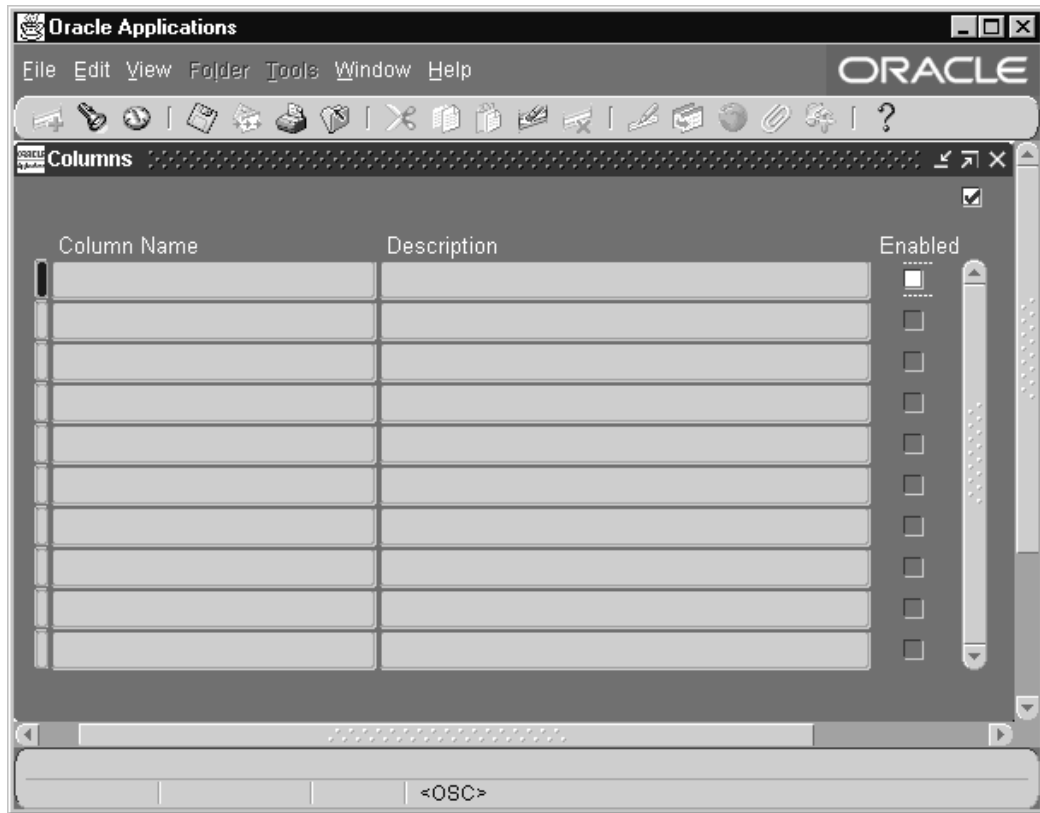 Oracle Applications
File Edit View Folder Tools Window Help
ORACLE
?
Columns
Column Name Description Enabled
<OSC>